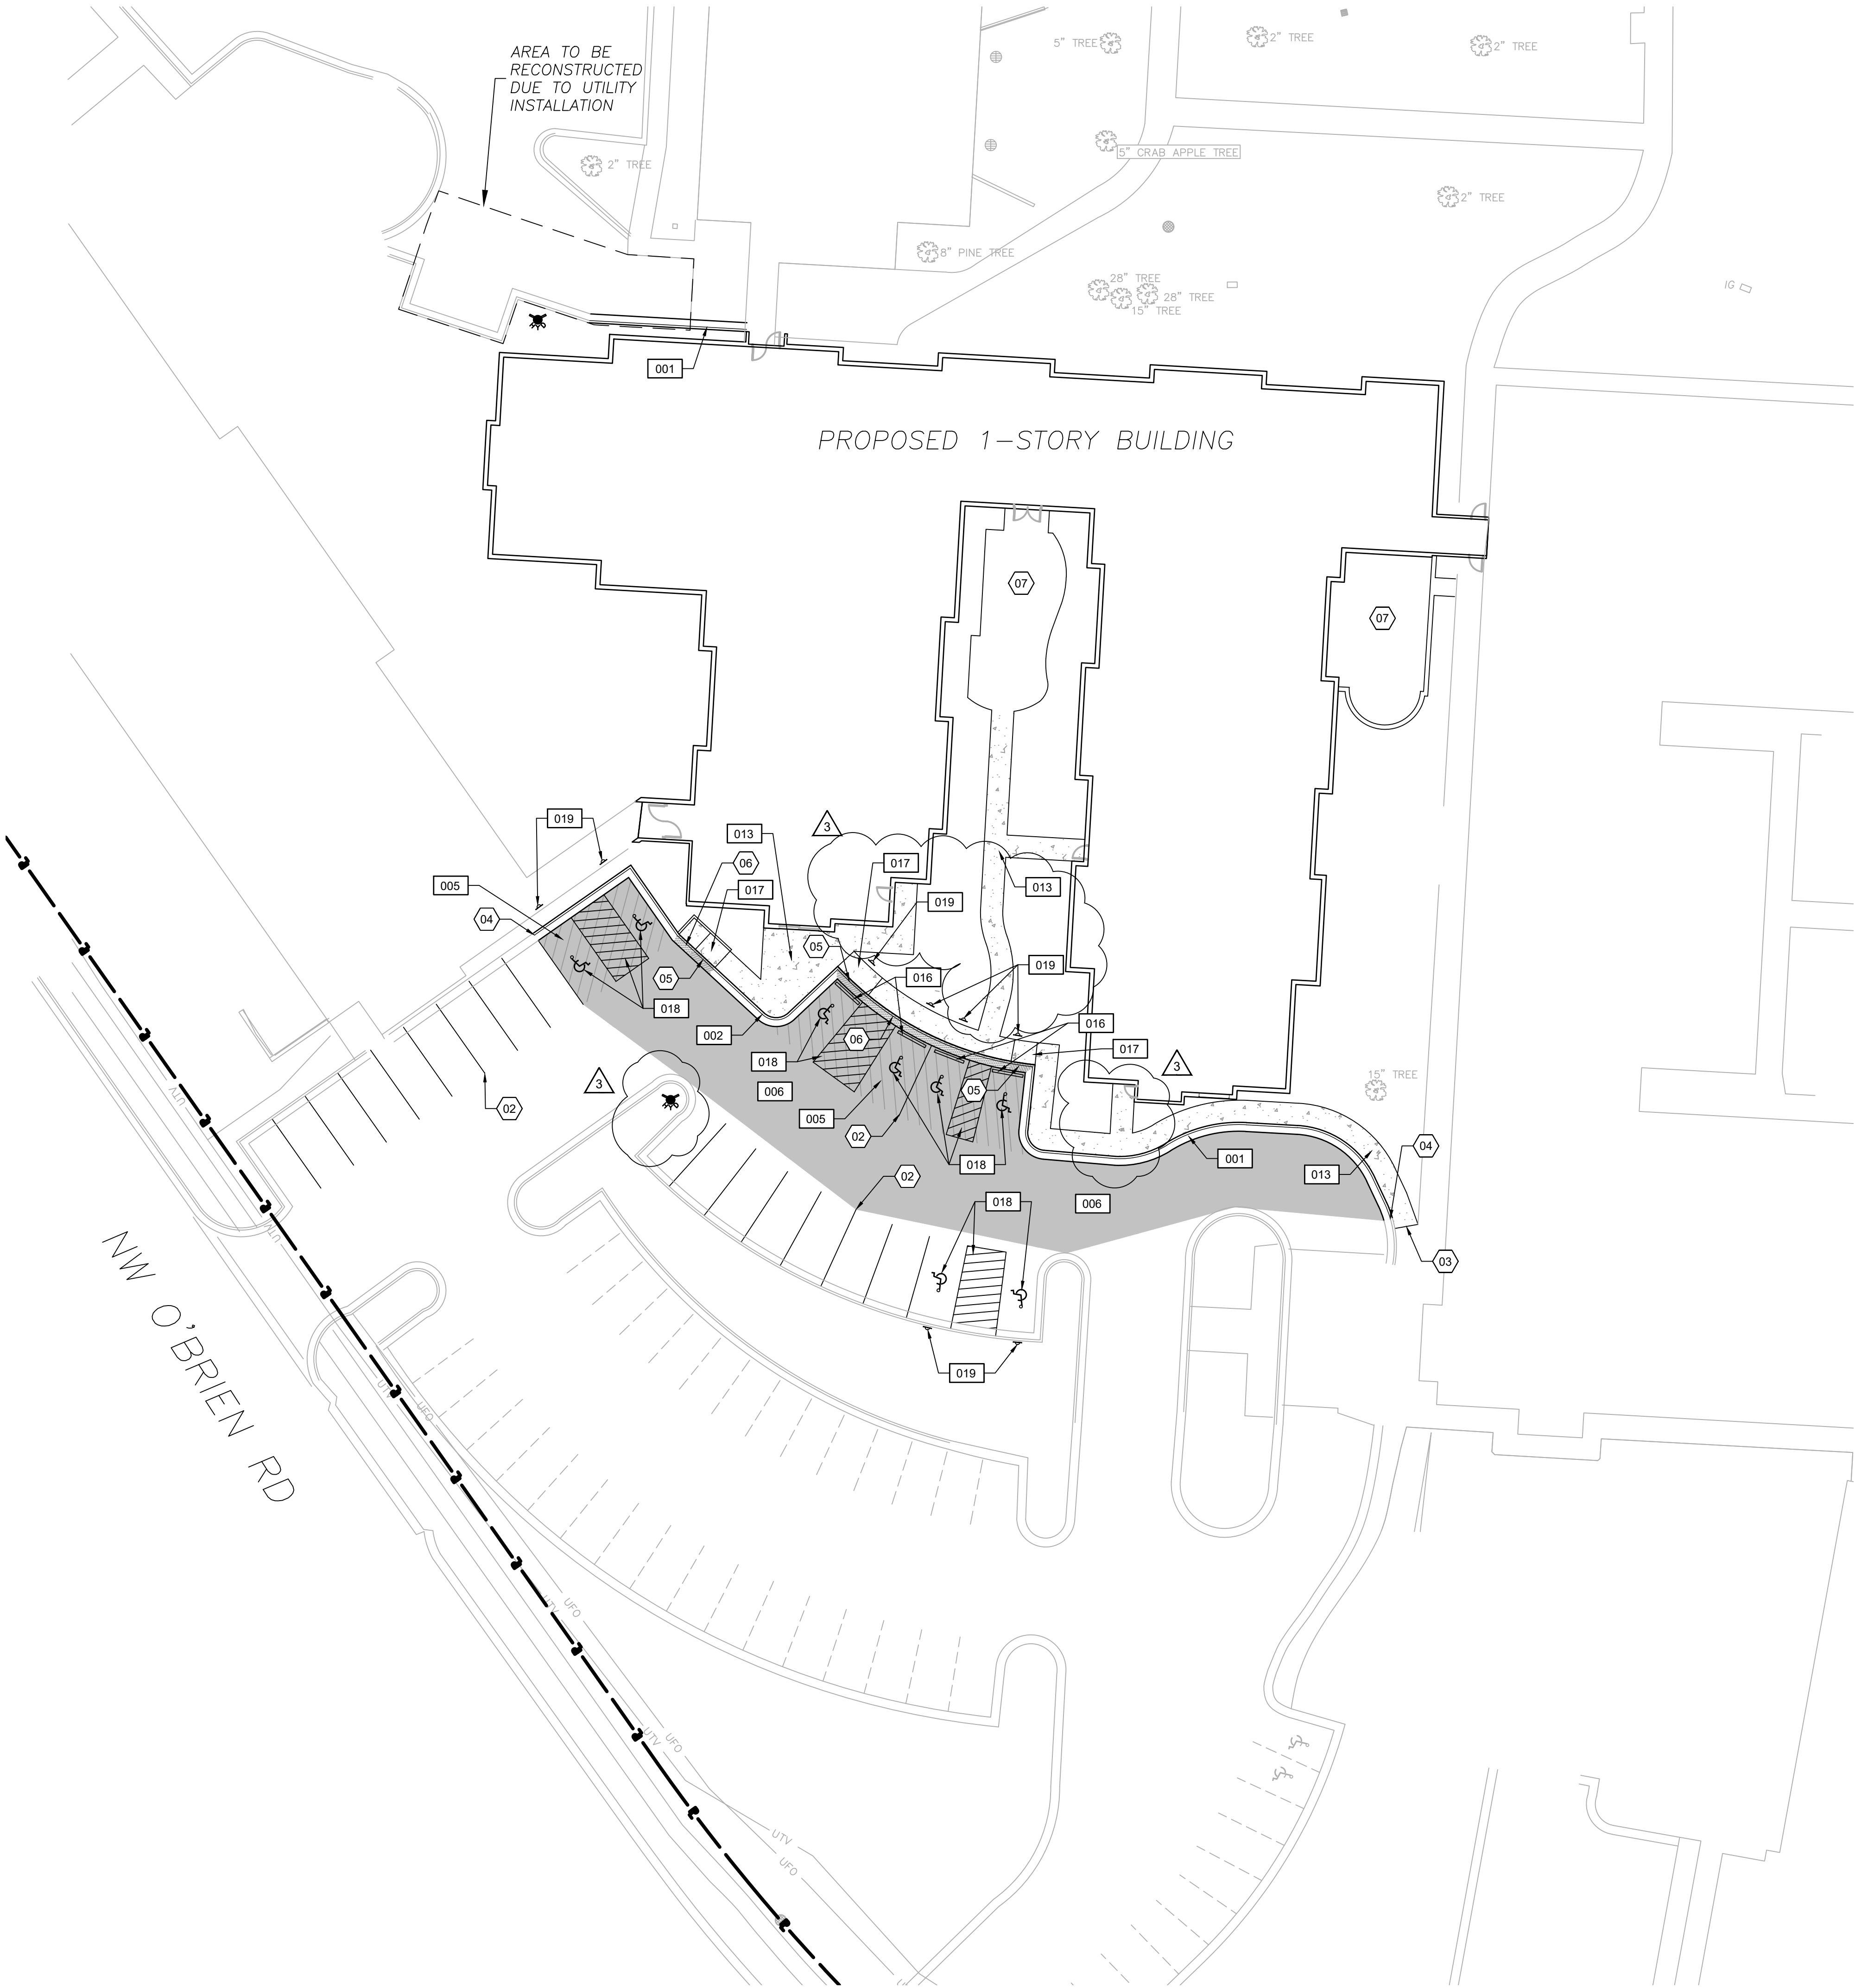 AREA TO BE
RECONSTRUCTED
DUE TO UTILITY
INSTALLATION
5" TREE
2" TREE
2" TREE
2" TREE
5" CRAB APPLE TREE
2" TREE
8" PINE TREE
28" TREE
28" TREE
15" TREE
IG
001
PROPOSED 1-STORY BUILDING
07
07
019
013
3
06
017
017
005
013
019
04
05
05
016
019
018
002
016
018
06
017
3
006
3
05
15" TREE
005
02
02
018
001
04
013
02
018
006
03
019
UTV
UTV
UTV
UFO
UTV
UFO
UTV
UFO
UTV
UFO
NW O'BRIEN RD